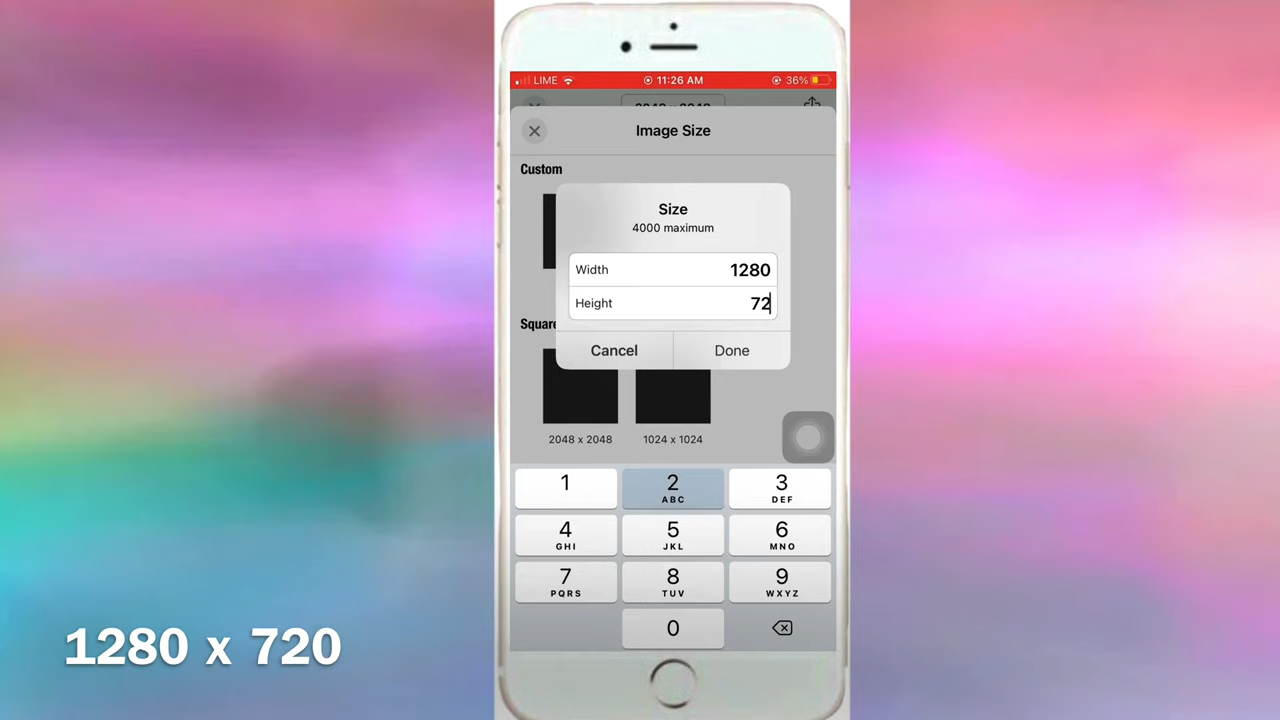 LIME 11:26 AM 36%
Image Size
Custom
Size
4000 maximum
Width 1280
Height 72
Square
Cancel Done
2048 x 2048 1024 x 1024
1 2 3
ABC DEF
4 5 6
GHI JKL MNO
7 8 9
PQRS TUV WXYZ
0
1280 x 720